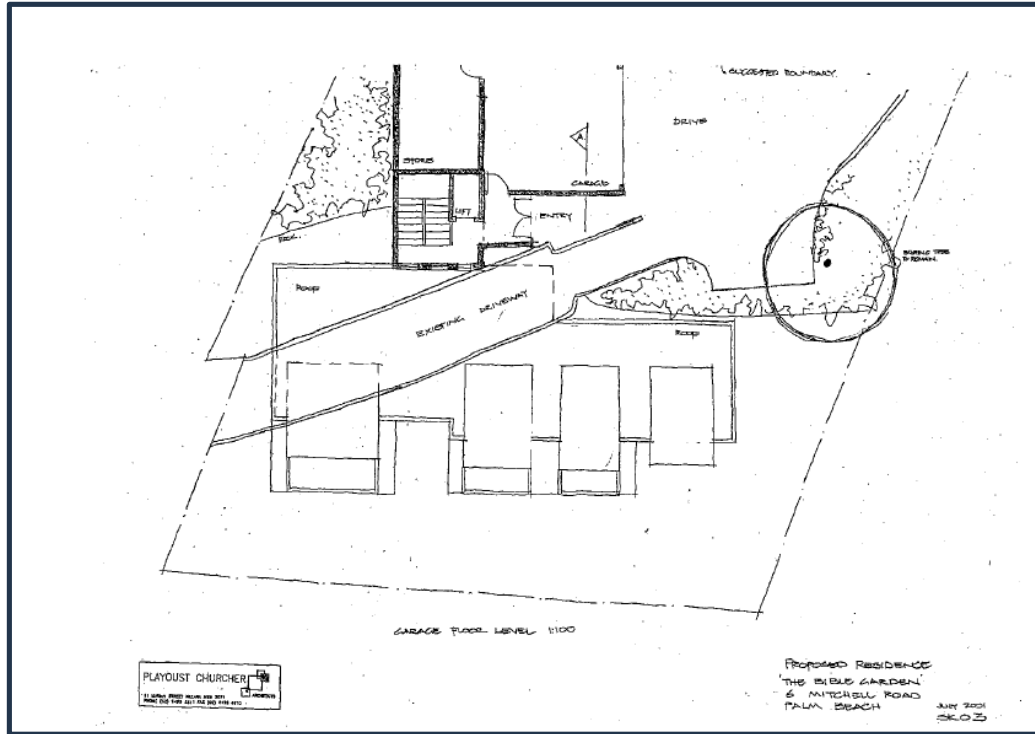 SUGGESTED BOUNDARY.
DRIVE
A
STORE
GARAGE
LIFT
ENTRY
ROOF
EXISTING DRIVEWAY
ROOF
GARAGE FLOOR LEVEL 1:100
PLAYOUST CHURCHER
ARCHITECTS
PROPOSED RESIDENCE
'THE BIBLE GARDEN'
6 MITCHELL ROAD
PALM BEACH
JULY 2001
SK03